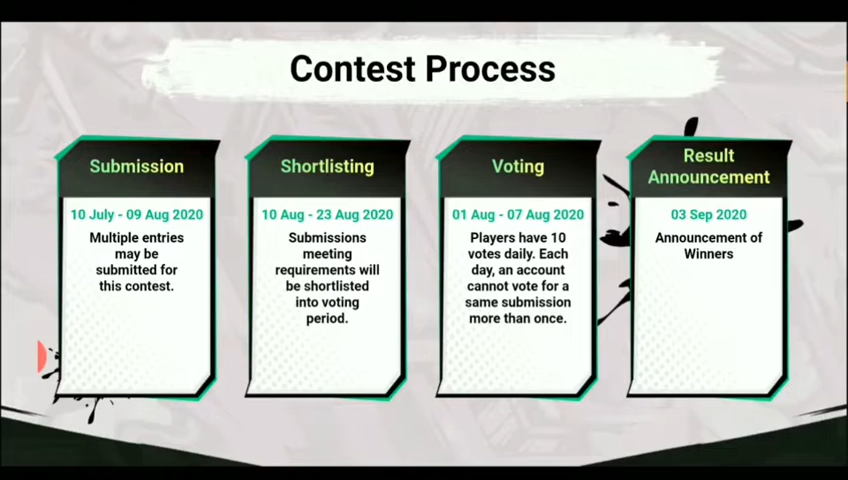 Contest Process
Submission
10 July - 09 Aug 2020
Multiple entries
may be
submitted for
this contest.
Shortlisting
10 Aug - 23 Aug 2020
Submissions
meeting
requirements will
be shortlisted
into voting
period.
Voting
01 Aug - 07 Aug 2020
Players have 10
votes daily. Each
day, an account
cannot vote for a
same submission
more than once.
Result
Announcement
03 Sep 2020
Announcement of
Winners